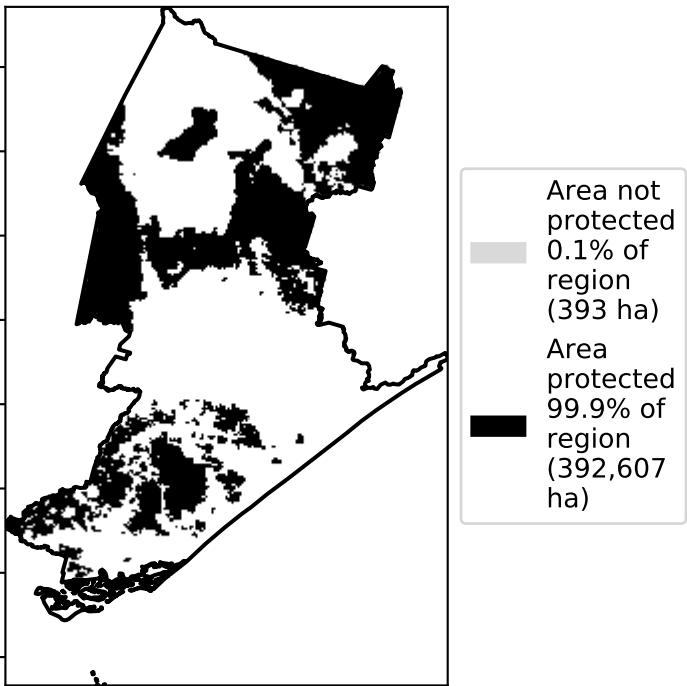 Area not
protected
0.1% of
region
(393 ha)
Area
protected
99.9% of
region
(392,607
ha)